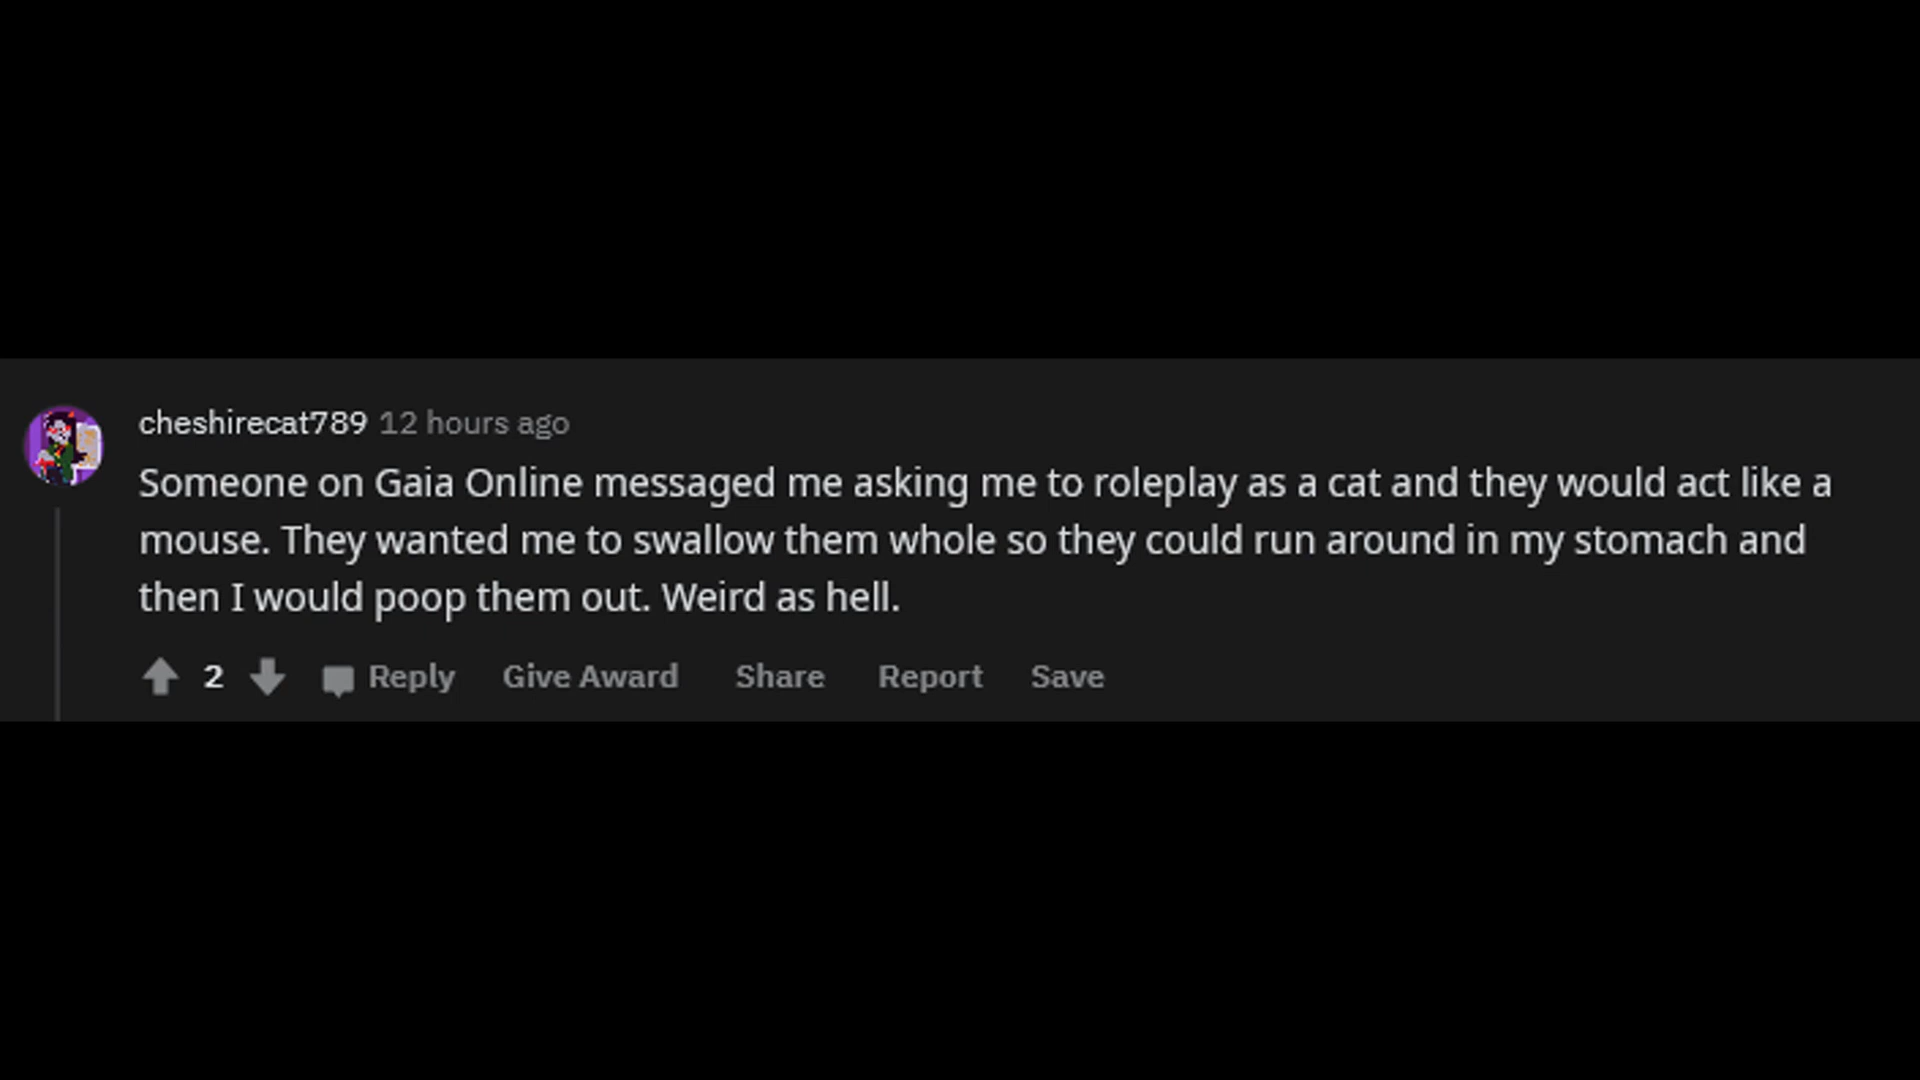 cheshirecat789 12 hours ago
Someone on Gaia Online messaged me asking me to roleplay as a cat and they would act like a
mouse. They wanted me to swallow them whole so they could run around in my stomach and
then I would poop them out. Weird as hell.
2 Reply Give Award Share Report Save